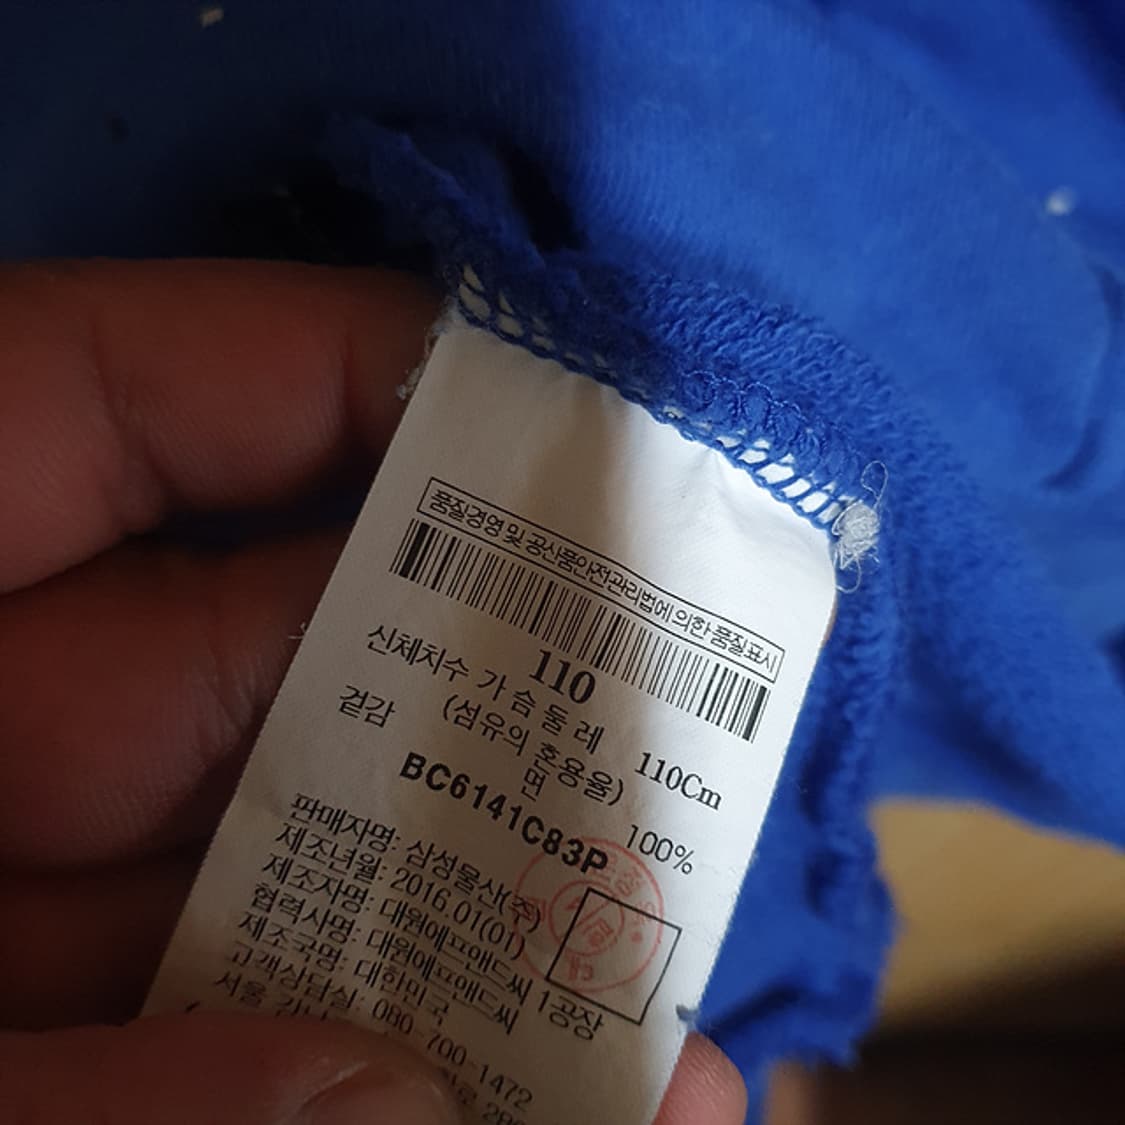 품질경영 및 공산품안전관리법에 의한 품질표시
110
신체치수 가 슴 둘 레 110Cm
(섬유의 혼용율)
겉감 면 100%
BC6141C83P
판매자명: 삼성물산(주)
제조년월: 2016.01(01)
제조자명: 대원에프앤드씨 1공장
협력사명: 대원에프앤드씨
제조국명: 대한민국
고객상담실: 080-700-1472
서울